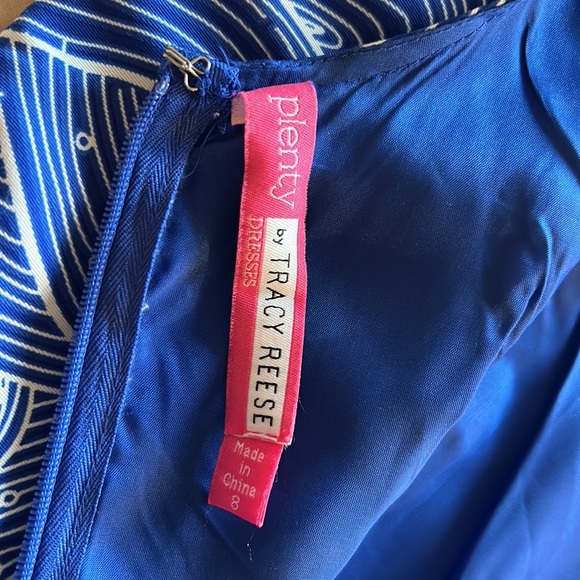 plenty
by TRACY REESE
DRESSES
Made
in
China
8